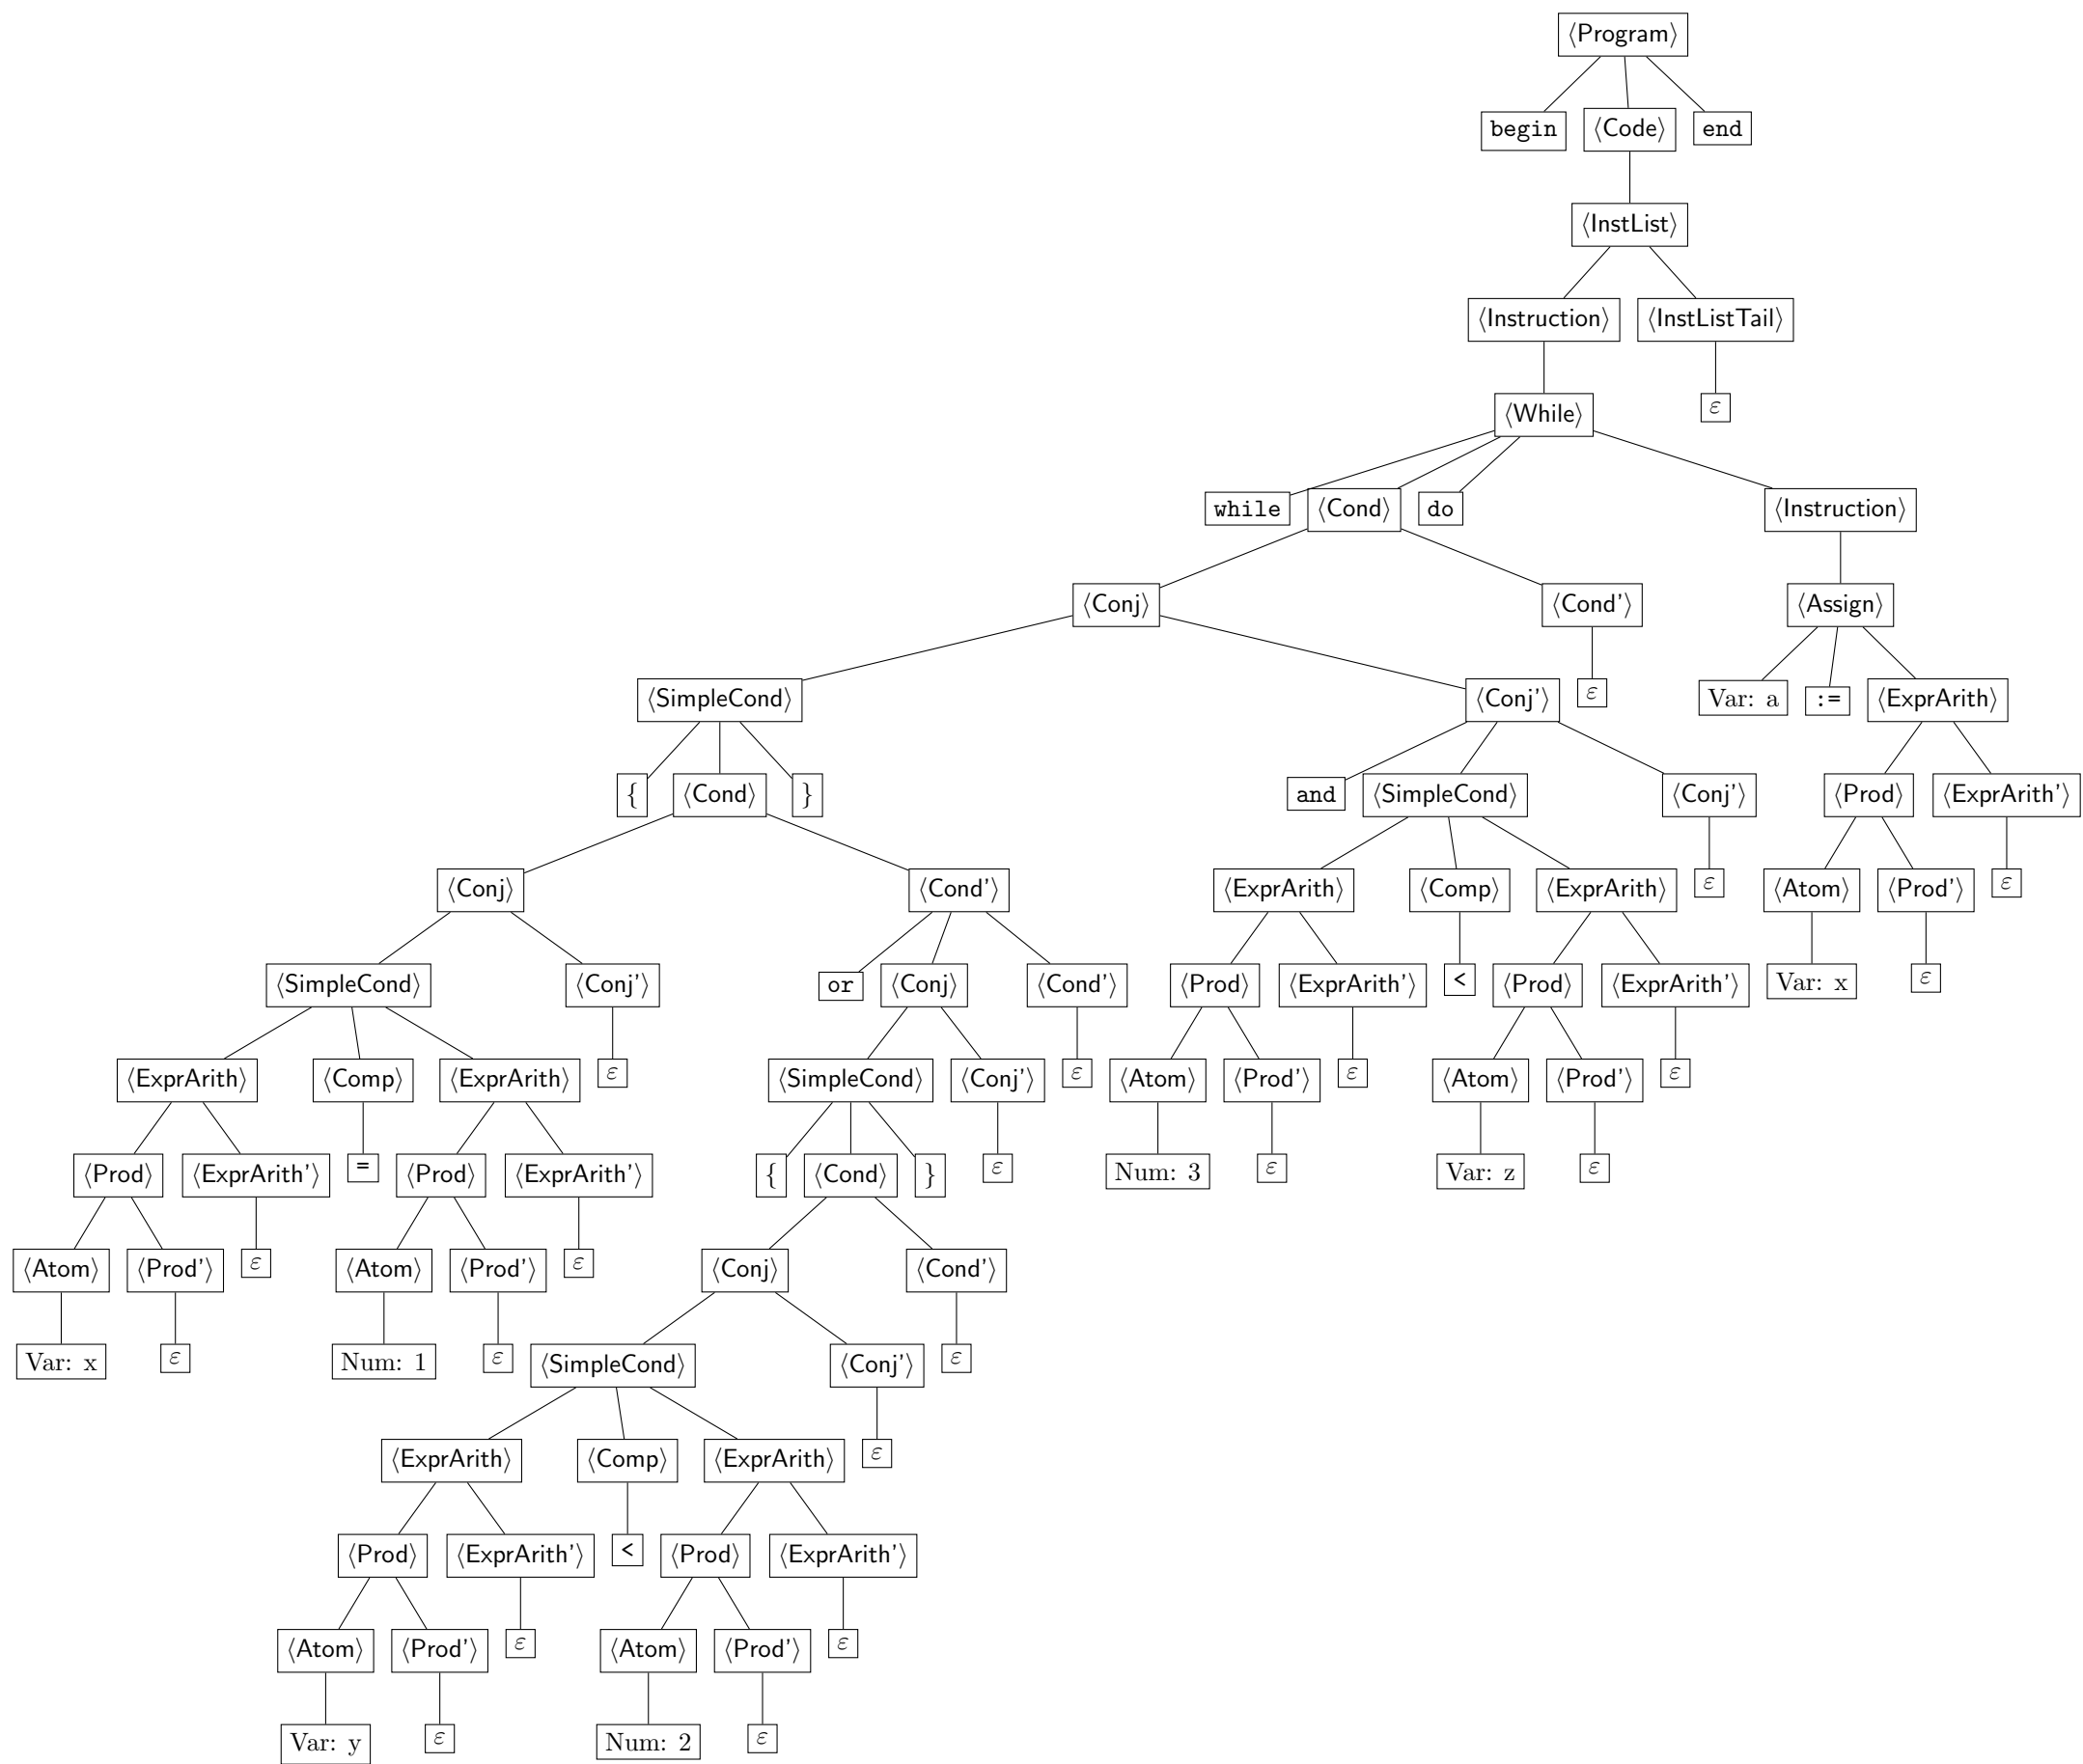 ⟨Program⟩
begin ⟨Code⟩ end
⟨InstList⟩
⟨Instruction⟩ ⟨InstListTail⟩
⟨While⟩ ε
while ⟨Cond⟩ do ⟨Instruction⟩
⟨Conj⟩ ⟨Cond'⟩ ⟨Assign⟩
⟨SimpleCond⟩ ⟨Conj'⟩ ε Var: a := ⟨ExprArith⟩
{ ⟨Cond⟩ } and ⟨SimpleCond⟩ ⟨Conj'⟩ ⟨Prod⟩ ⟨ExprArith'⟩
⟨Conj⟩ ⟨Cond'⟩ ⟨ExprArith⟩ ⟨Comp⟩ ⟨ExprArith⟩ ε ⟨Atom⟩ ⟨Prod'⟩ ε
⟨SimpleCond⟩ ⟨Conj'⟩ or ⟨Conj⟩ ⟨Cond'⟩ ⟨Prod⟩ ⟨ExprArith'⟩ < ⟨Prod⟩ ⟨ExprArith'⟩ Var: x ε
⟨ExprArith⟩ ⟨Comp⟩ ⟨ExprArith⟩ ε ⟨SimpleCond⟩ ⟨Conj'⟩ ε ⟨Atom⟩ ⟨Prod'⟩ ε ⟨Atom⟩ ⟨Prod'⟩ ε
⟨Prod⟩ ⟨ExprArith'⟩ = ⟨Prod⟩ ⟨ExprArith'⟩ { ⟨Cond⟩ } ε Num: 3 ε Var: z ε
⟨Atom⟩ ⟨Prod'⟩ ε ⟨Atom⟩ ⟨Prod'⟩ ε ⟨Conj⟩ ⟨Cond'⟩
Var: x ε Num: 1 ε ⟨SimpleCond⟩ ⟨Conj'⟩ ε
⟨ExprArith⟩ ⟨Comp⟩ ⟨ExprArith⟩ ε
⟨Prod⟩ ⟨ExprArith'⟩ < ⟨Prod⟩ ⟨ExprArith'⟩
⟨Atom⟩ ⟨Prod'⟩ ε ⟨Atom⟩ ⟨Prod'⟩ ε
Var: y ε Num: 2 ε